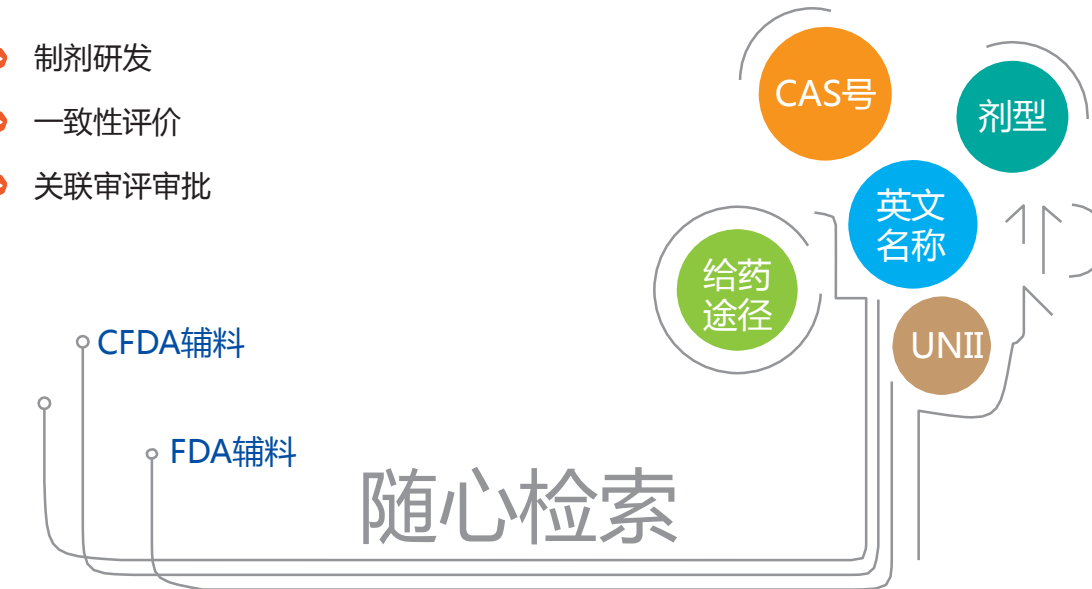 制剂研发
一致性评价
关联审评审批
CAS号
剂型
英文
名称
给药
途径
UNII
CFDA辅料
FDA辅料
随心检索